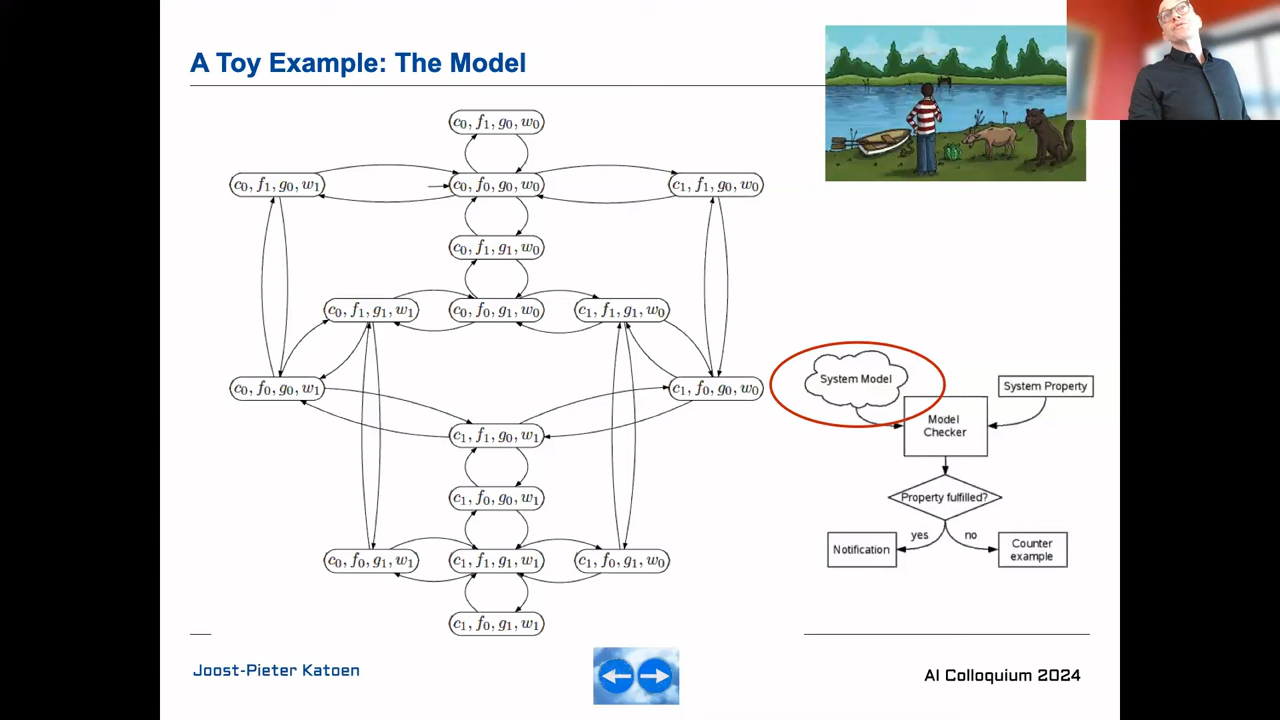 A Toy Example: The Model
c₀, f₁, g₀, w₀
c₀, f₁, g₀, w₁
c₀, f₀, g₀, w₀
c₁, f₁, g₀, w₀
c₀, f₁, g₁, w₀
c₀, f₁, g₁, w₁
c₀, f₀, g₁, w₀
c₁, f₁, g₁, w₀
c₀, f₀, g₀, w₁
c₁, f₀, g₀, w₀
c₁, f₁, g₀, w₁
c₁, f₀, g₀, w₁
c₀, f₀, g₁, w₁
c₁, f₁, g₁, w₁
c₁, f₀, g₁, w₀
c₁, f₀, g₁, w₁
System Model
System Property
Model
Checker
Property fulfilled?
yes
no
Notification
Counter
example
Joost-Pieter Katoen
AI Colloquium 2024